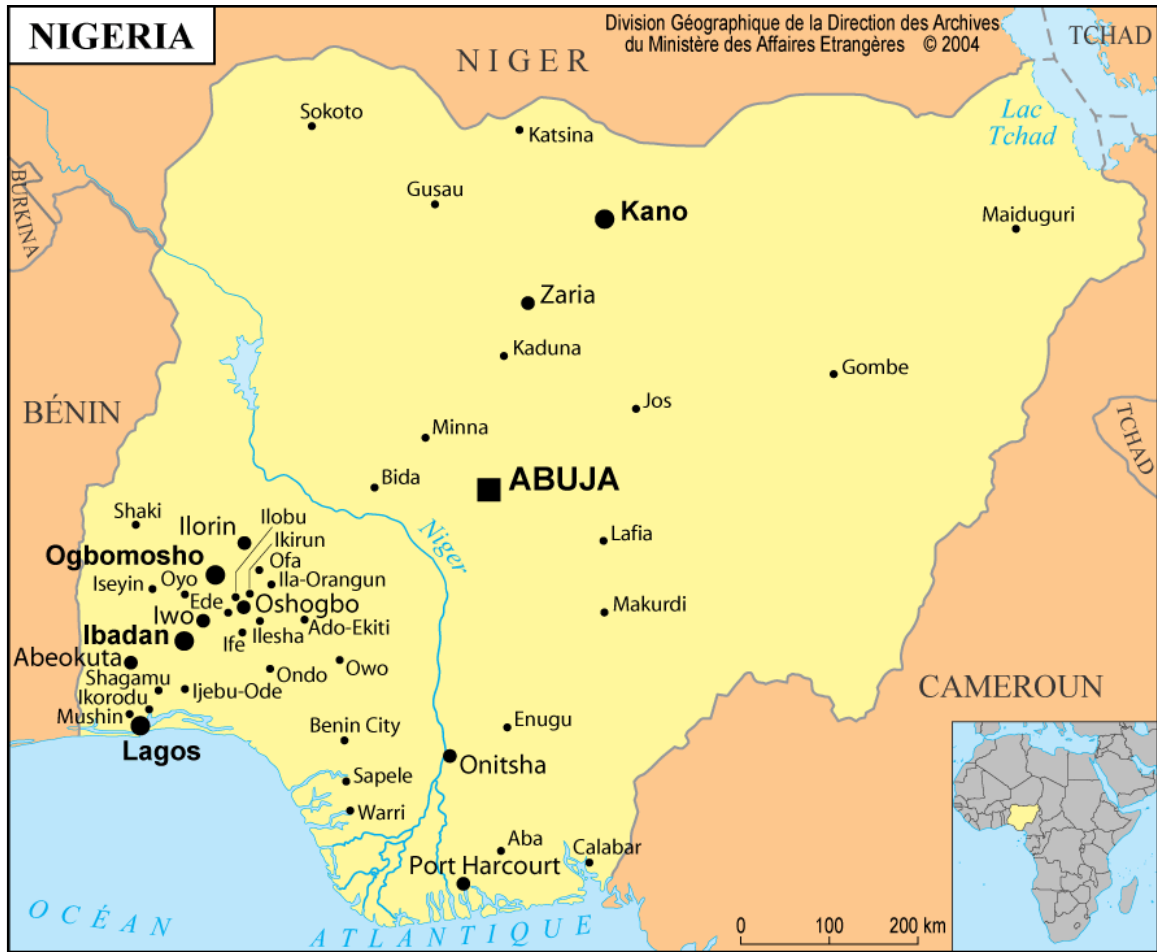 NIGERIA
Division Géographique de la Direction des Archives
du Ministère des Affaires Etrangères © 2004
TCHAD
NIGER
Lac
Tchad
Sokoto
Katsina
BURKINA
Gusau
Kano
Maiduguri
Zaria
Kaduna
Gombe
BÉNIN
Jos
TCHAD
Minna
Bida
ABUJA
Shaki
Ilobu
Ilorin
Ikirun
Niger
Lafia
Ogbomosho
Ofa
Iseyin
Oyo
Ila-Orangun
Ede
Oshogbo
Makurdi
Iwo
Ibadan
Ife
Ilesha
Ado-Ekiti
Abeokuta
Shagamu
Ondo
Owo
Ikorodu
Ijebu-Ode
CAMEROUN
Mushin
Benin City
Enugu
Lagos
Onitsha
Sapele
Warri
Aba
Calabar
Port Harcourt
OCÉAN
ATLANTIQUE
0 100 200 km